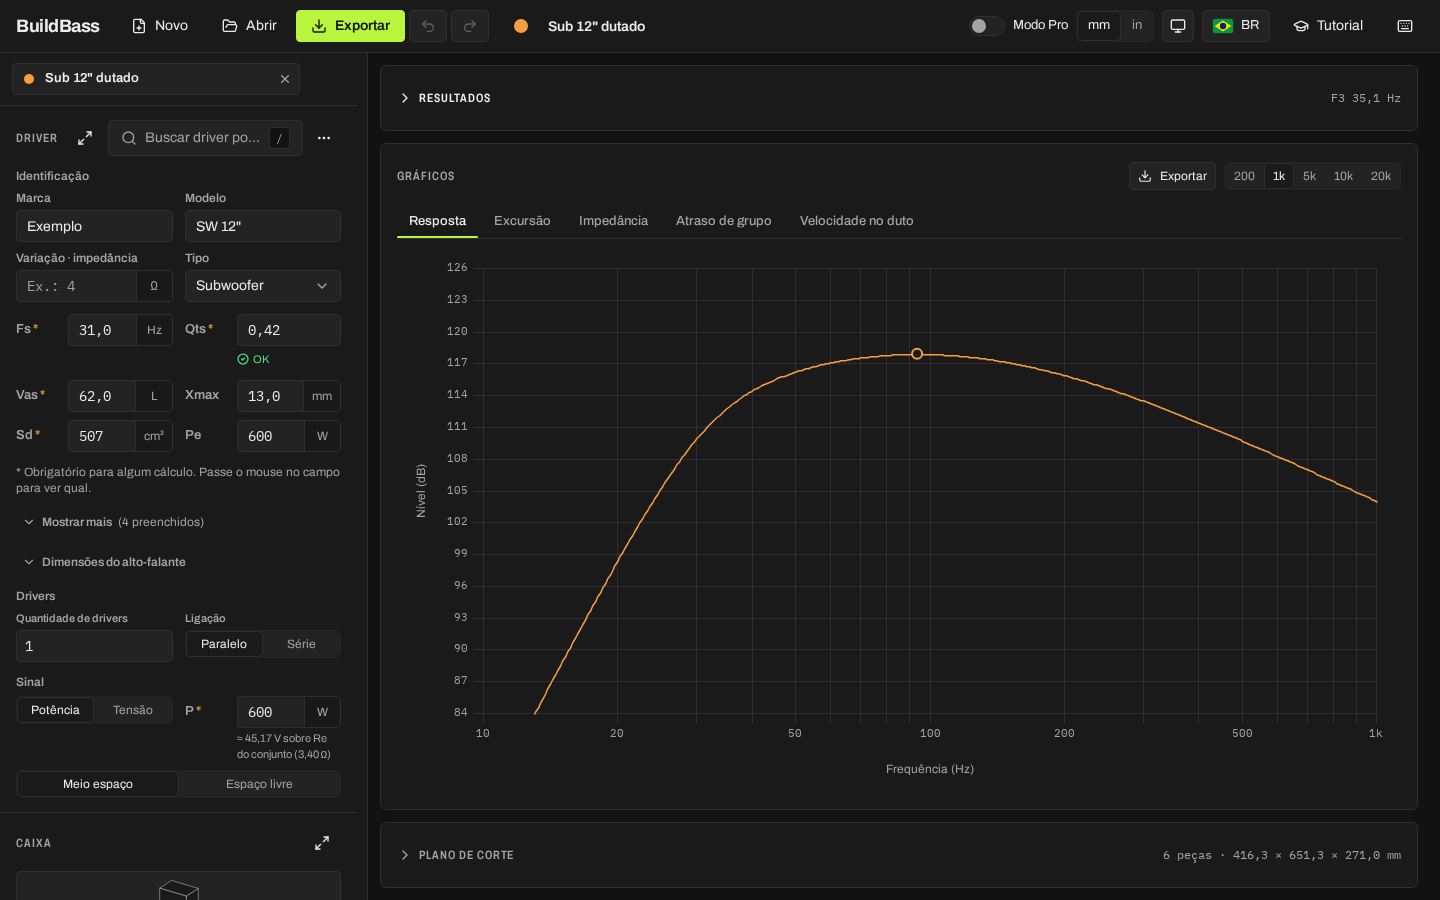 BuildBass Novo Abrir Exportar Sub 12" dutado Modo Pro mm in BR Tutorial
Sub 12" dutado
DRIVER Buscar driver po... /
Identificação
Marca Modelo
Exemplo SW 12"
Variação · impedância Tipo
Ex.: 4 Ω Subwoofer
Fs* 31,0 Hz Qts* 0,42
OK
Vas* 62,0 L Xmax 13,0 mm
Sd* 507 cm² Pe 600 W
* Obrigatório para algum cálculo. Passe o mouse no campo
para ver qual.
Mostrar mais (4 preenchidos)
Dimensões do alto-falante
Drivers
Quantidade de drivers Ligação
1 Paralelo Série
Sinal
Potência Tensão P* 600 W
≈ 45,17 V sobre Re
do conjunto (3,40 Ω)
Meio espaço Espaço livre
CAIXA
RESULTADOS F3 35,1 Hz
GRÁFICOS Exportar 200 1k 5k 10k 20k
Resposta Excursão Impedância Atraso de grupo Velocidade no duto
126
123
120
117
114
111
108
105
102
99
96
93
90
87
84
Nível (dB)
10 20 50 100 200 500 1k
Frequência (Hz)
PLANO DE CORTE 6 peças · 416,3 × 651,3 × 271,0 mm